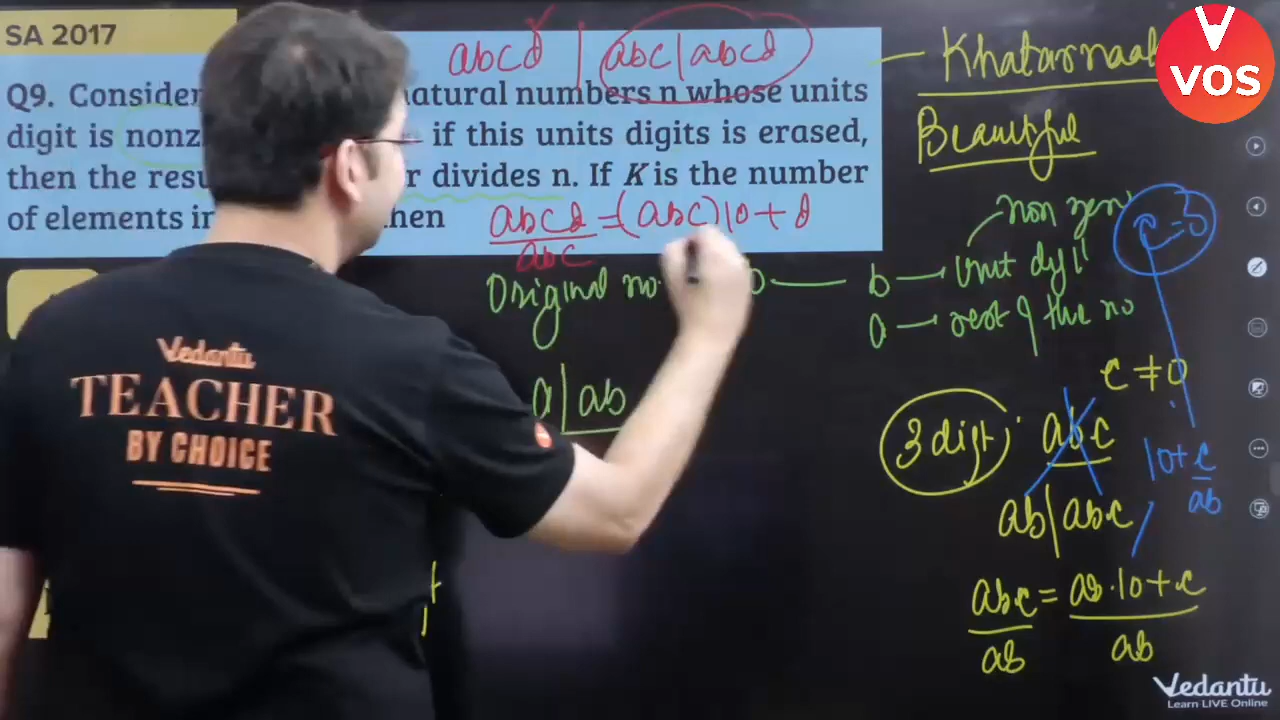 SA 2017
abcd | abc | abcd
Q9. Consider natural numbers n whose units
digit is nonz if this units digits is erased,
then the resu r divides n. If K is the number
of elements in hen
abcd = (abc)10 + d
abc
Khatarnaak
Beautiful
VOS
non zero
Original no. b — b → Unit digit
a → rest of the no
a | ab
c ≠ 0
3 digit abc
ab | abc
10 + c
ab
abc = ab·10 + c
ab ab
Vedantu
TEACHER
BY CHOICE
Vedantu
Learn LIVE Online